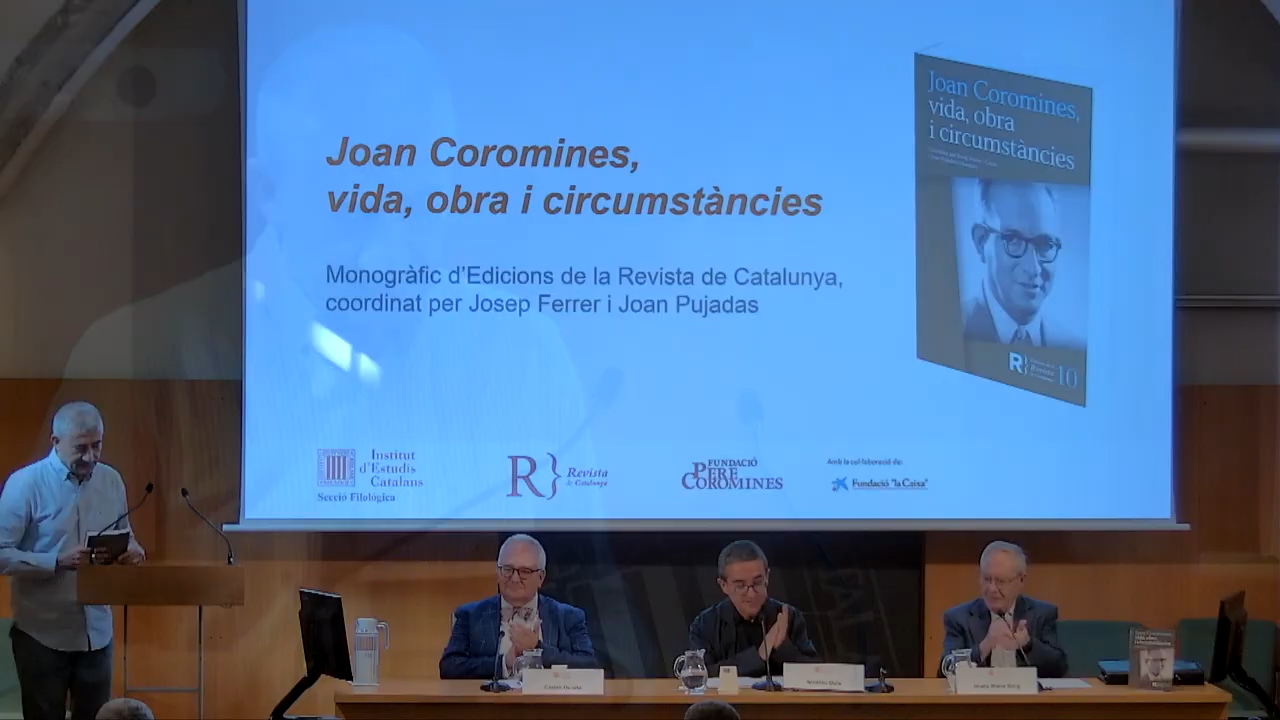 Joan Coromines,
vida, obra i circumstàncies
Monogràfic d'Edicions de la Revista de Catalunya,
coordinat per Josep Ferrer i Joan Pujadas
Joan Coromines,
vida, obra
i circumstàncies
R}
Revista
10
Institut
d'Estudis
Catalans
Secció Filològica
R}
Revista
de Catalunya
FUNDACIÓ
PERE
COROMINES
Amb la col·laboració de:
Fundació "la Caixa"